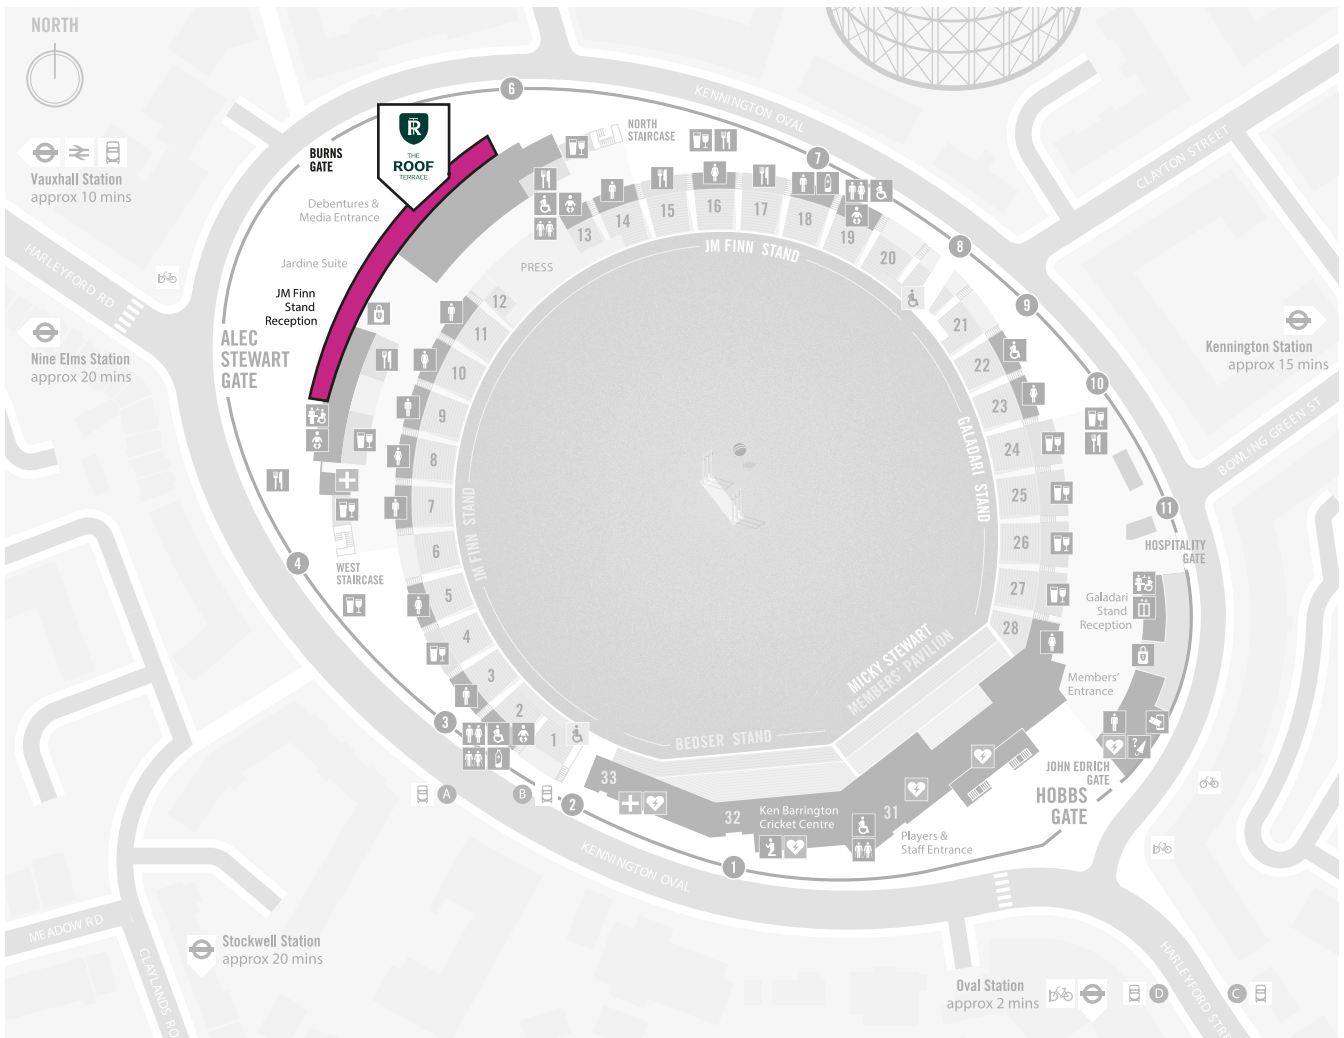 NORTH
6
KENNINGTON OVAL
NORTH
STAIRCASE
7
CLAYTON STREET
BURNS
GATE
R
THE
ROOF
TERRACE
Vauxhall Station
approx 10 mins
Debentures &
Media Entrance
13
14
15
16
17
18
19
20
8
JM FINN STAND
HARLEYFORD RD
Jardine Suite
PRESS
JM Finn
Stand
Reception
12
11
21
9
Nine Elms Station
approx 20 mins
ALEC
STEWART
GATE
Kennington Station
approx 15 mins
10
22
10
9
23
GALADARI STAND
BOWLING GREEN ST
8
24
7
25
11
JM FINN STAND
6
26
HOSPITALITY
GATE
4
WEST
STAIRCASE
5
27
Galadari
Stand
Reception
4
28
3
MICKY STEWART
MEMBERS' PAVILION
Members'
Entrance
3
2
1
BEDSER STAND
33
JOHN EDRICH
GATE
HOBBS
GATE
A
B
2
32
Ken Barrington
Cricket Centre
31
Players &
Staff Entrance
KENNINGTON OVAL
1
MEADOW RD
CLAYLANDS RO
Stockwell Station
approx 20 mins
HARLEYFORD STR
Oval Station
approx 2 mins
D
C